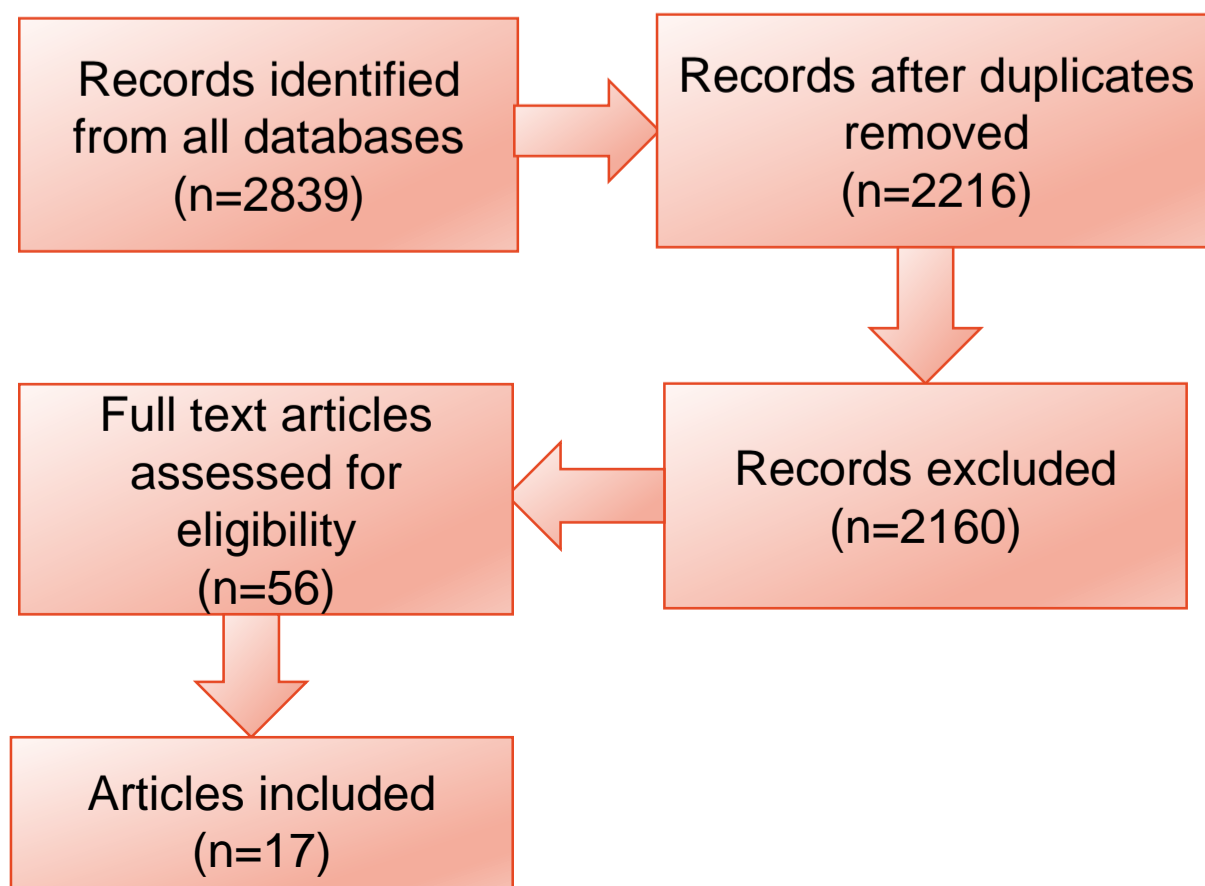 Records identified
from all databases
(n=2839)
Records after duplicates
removed
(n=2216)
Records excluded
(n=2160)
Full text articles
assessed for
eligibility
(n=56)
Articles included
(n=17)